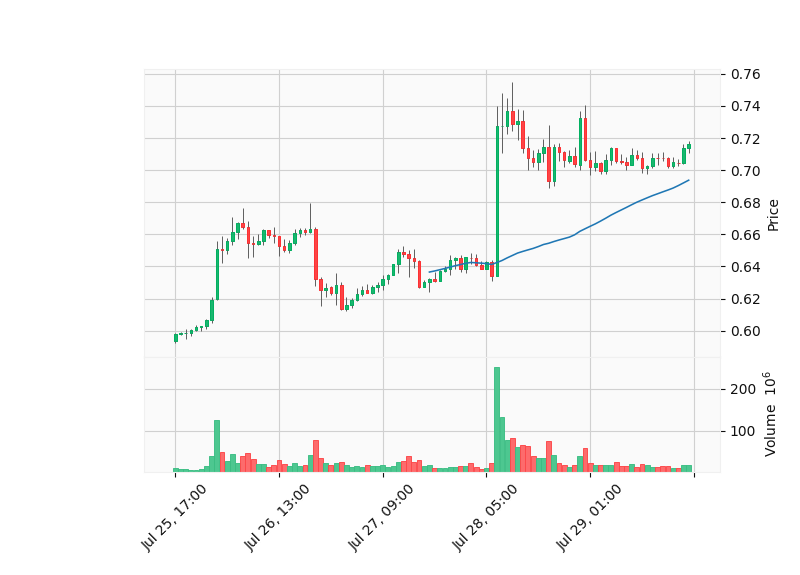 0.76
0.74
0.72
0.70
0.68
0.66
0.64
0.62
0.60
Price
200
100
Volume 10⁶
Jul 25, 17:00
Jul 26, 13:00
Jul 27, 09:00
Jul 28, 05:00
Jul 29, 01:00